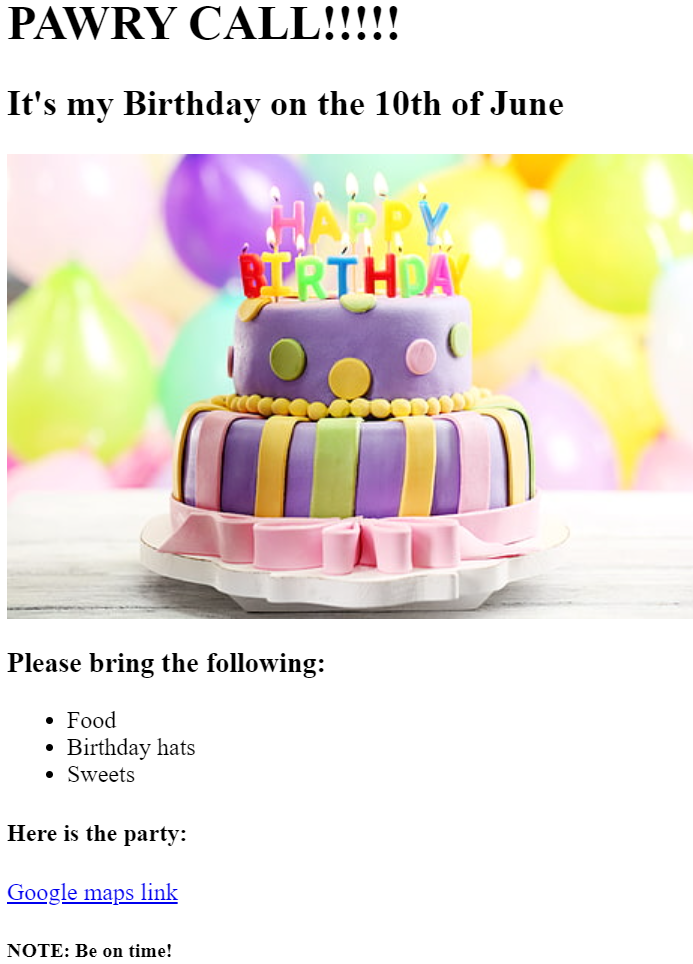 PAWRY CALL!!!!!
It's my Birthday on the 10th of June
HAPPY
BIRTHDAY
Please bring the following:
Food
Birthday hats
Sweets
Here is the party:
Google maps link
NOTE: Be on time!